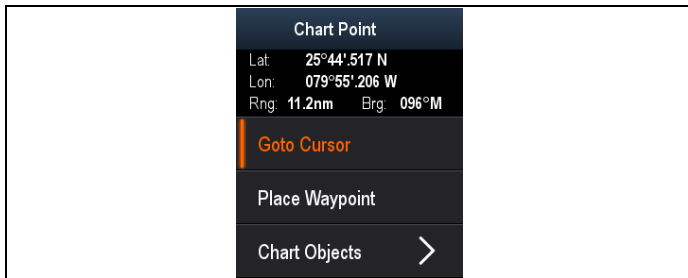 Chart Point
Lat: 25°44'.517 N
Lon: 079°55'.206 W
Rng: 11.2nm Brg: 096°M
Goto Cursor
Place Waypoint
Chart Objects